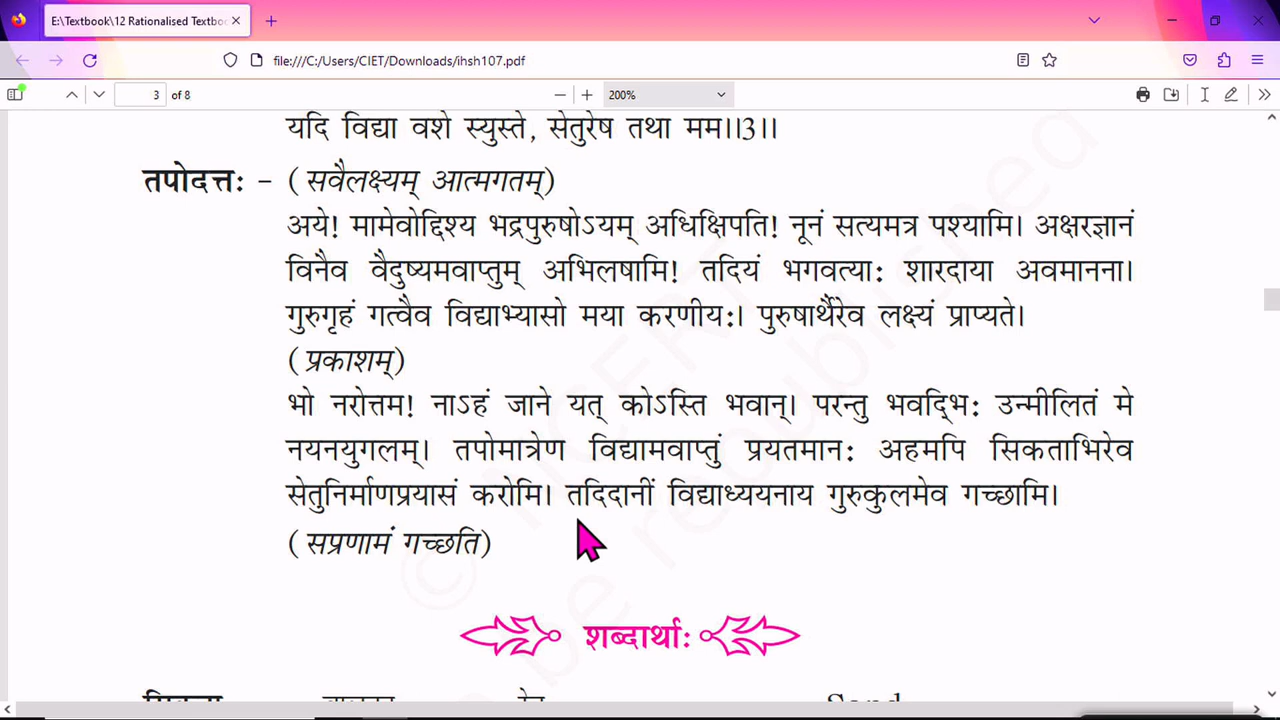 E:\Textbook\12 Rationalised Textbo
file:///C:/Users/CIET/Downloads/ihsh107.pdf
3 of 8
200%
यदि विद्या वशे स्युस्ते, सेतुरेष तथा मम।।3।।
तपोदत्तः - (सवैलक्ष्यम् आत्मगतम्)
अये! मामेवोद्दिश्य भद्रपुरुषोऽयम् अधिक्षिपति! नूनं सत्यमत्र पश्यामि। अक्षरज्ञानं
विनैव वैदुष्यमवाप्तुम् अभिलषामि! तदियं भगवत्याः शारदाया अवमानना।
गुरुगृहं गत्वैव विद्याभ्यासो मया करणीयः। पुरुषार्थैरेव लक्ष्यं प्राप्यते।
(प्रकाशम्)
भो नरोत्तम! नाऽहं जाने यत् कोऽस्ति भवान्। परन्तु भवद्भिः उन्मीलितं मे
नयनयुगलम्। तपोमात्रेण विद्यामवाप्तुं प्रयतमानः अहमपि सिकताभिरेव
सेतुनिर्माणप्रयासं करोमि। तदिदानीं विद्याध्ययनाय गुरुकुलमेव गच्छामि।
(सप्रणामं गच्छति)
शब्दार्थाः
Sand